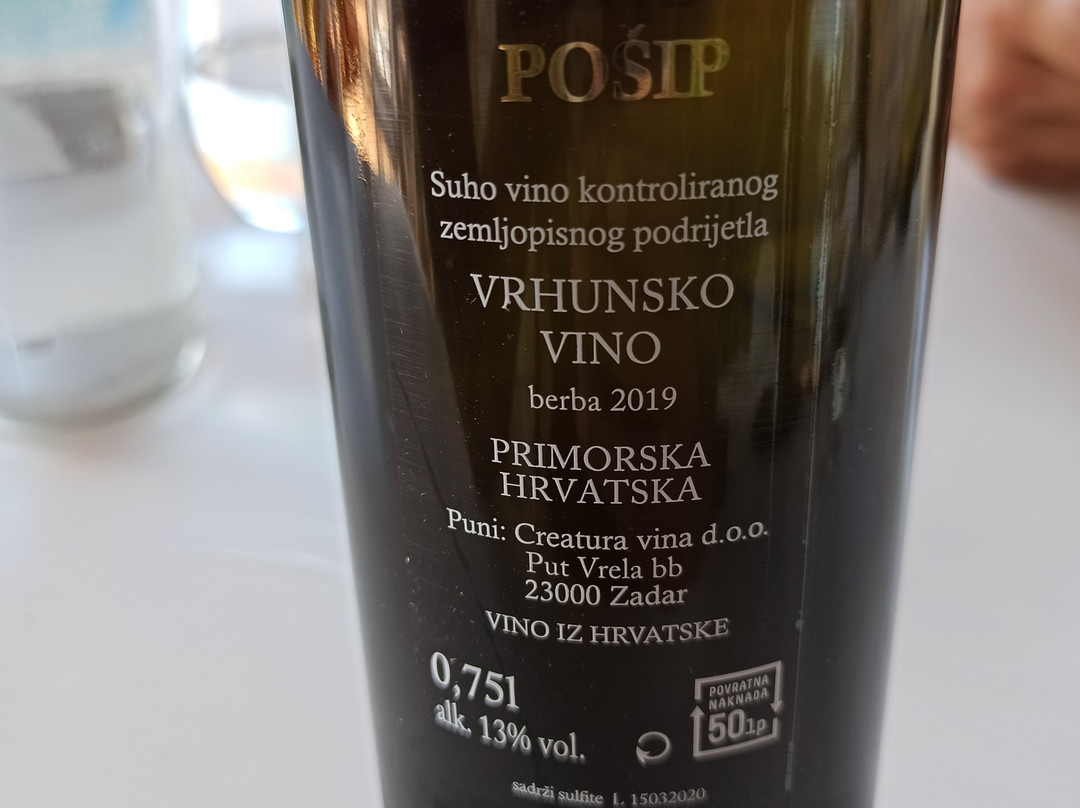 POŠIP
Suho vino kontroliranog
zemljopisnog podrijetla
VRHUNSKO
VINO
berba 2019
PRIMORSKA
HRVATSKA
Puni: Creatura vina d.o.o.
Put Vrela bb
23000 Zadar
VINO IZ HRVATSKE
0,75l
alk. 13% vol.
POVRATNA
NAKNADA
50lp
sadrži sulfite L 15032020